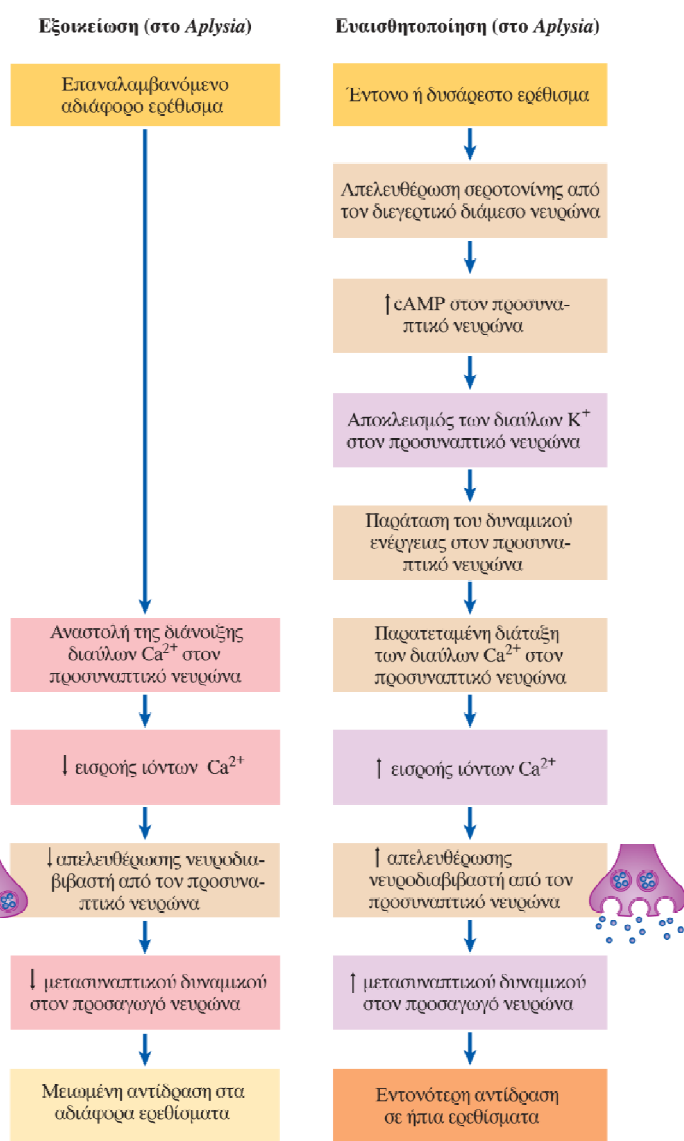 Εξοικείωση (στο Aplysia)
Επαναλαμβανόμενο
αδιάφορο ερέθισμα
Αναστολή της διάνοιξης
διαύλων Ca²⁺ στον
προσυναπτικό νευρώνα
↓ εισροής ιόντων Ca²⁺
↓ απελευθέρωσης νευροδια-
βιβαστή από τον προσυνα-
πτικό νευρώνα
↓ μετασυναπτικού δυναμικού
στον προσαγωγό νευρώνα
Μειωμένη αντίδραση στα
αδιάφορα ερεθίσματα
Ευαισθητοποίηση (στο Aplysia)
Έντονο ή δυσάρεστο ερέθισμα
Απελευθέρωση σεροτονίνης από
τον διεγερτικό διάμεσο νευρώνα
↑ cAMP στον προσυνα-
πτικό νευρώνα
Αποκλεισμός των διαύλων K⁺
στον προσυναπτικό νευρώνα
Παράταση του δυναμικού
ενέργειας στον προσυνα-
πτικό νευρώνα
Παρατεταμένη διάταξη
των διαύλων Ca²⁺ στον
προσυναπτικό νευρώνα
↑ εισροής ιόντων Ca²⁺
↑ απελευθέρωσης
νευροδιαβιβαστή από τον
προσυναπτικό νευρώνα
↑ μετασυναπτικού δυναμικού
στον προσαγωγό νευρώνα
Εντονότερη αντίδραση
σε ήπια ερεθίσματα